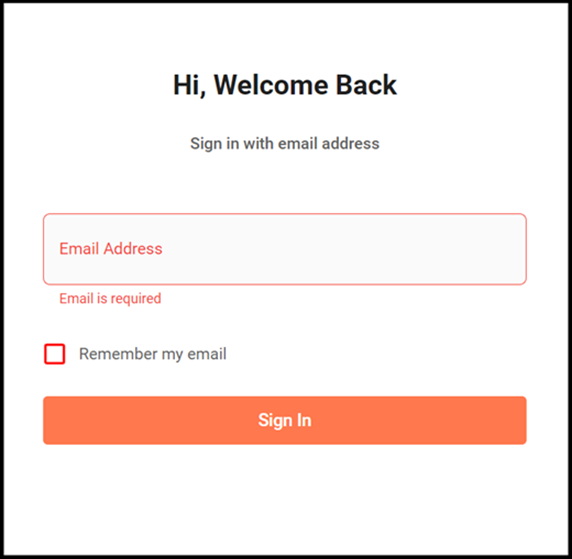 Hi, Welcome Back
Sign in with email address
Email Address
Email is required
Remember my email
Sign In